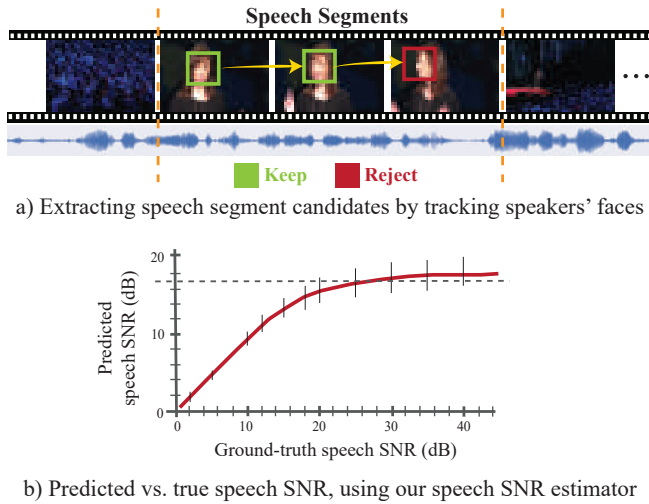 Speech Segments
...
Keep
Reject
a) Extracting speech segment candidates by tracking speakers' faces
20
10
0
Predicted
speech SNR (dB)
0
10
20
30
40
Ground-truth speech SNR (dB)
b) Predicted vs. true speech SNR, using our speech SNR estimator